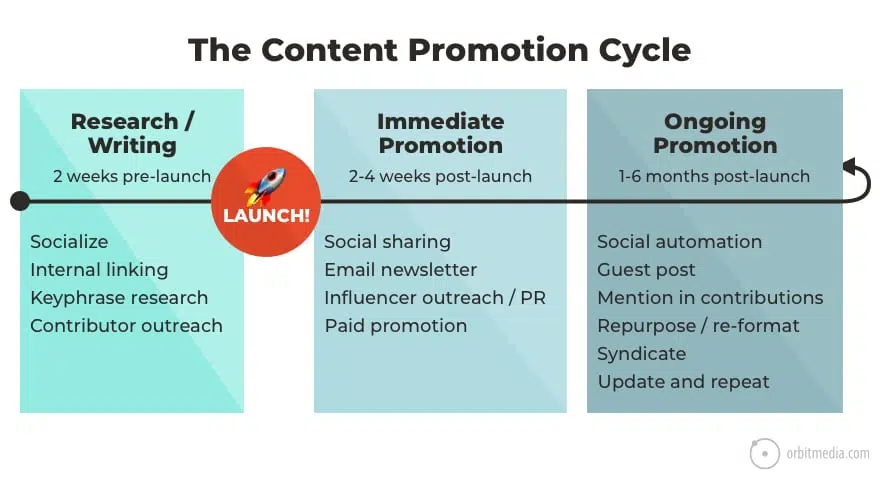 The Content Promotion Cycle
Research /
Writing
2 weeks pre-launch
Socialize
Internal linking
Keyphrase research
Contributor outreach
LAUNCH!
Immediate
Promotion
2-4 weeks post-launch
Social sharing
Email newsletter
Influencer outreach / PR
Paid promotion
Ongoing
Promotion
1-6 months post-launch
Social automation
Guest post
Mention in contributions
Repurpose / re-format
Syndicate
Update and repeat
orbitmedia.com